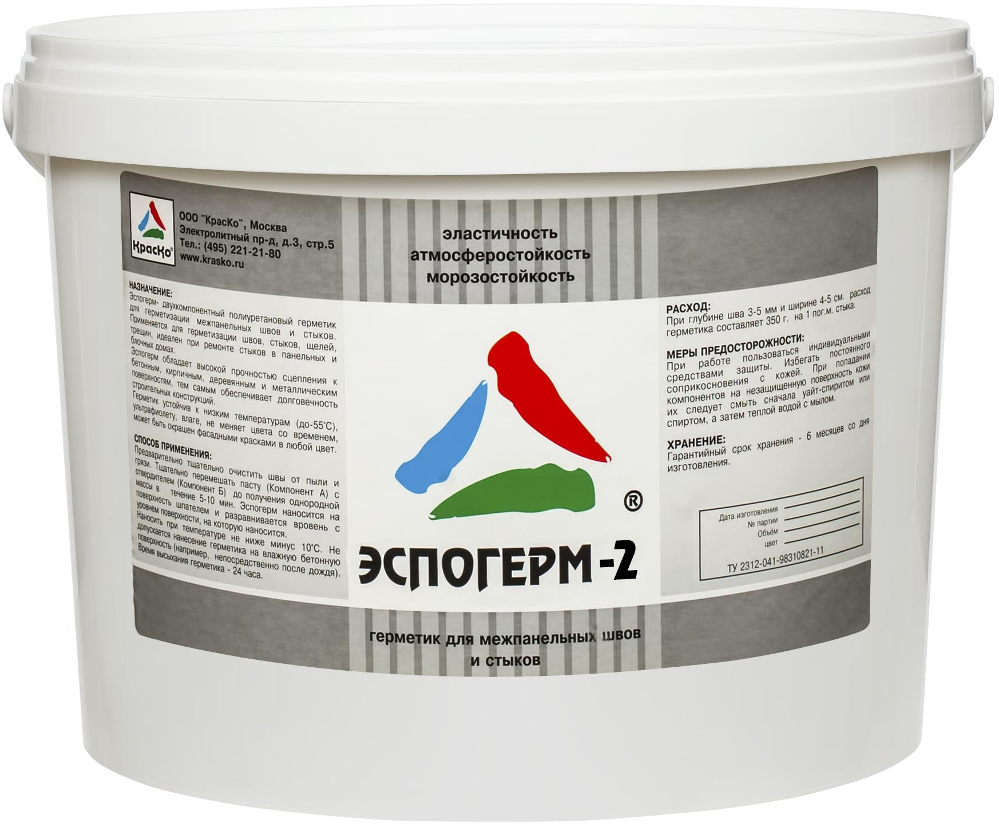 КрасКо®
ООО "КрасКо", Москва
Электролитный пр-д, д.3, стр.5
Тел.: (495) 221-21-80
www.krasko.ru
эластичность
атмосферостойкость
морозостойкость
НАЗНАЧЕНИЕ:
Эспогерм- двухкомпонентный полиуретановый герметик
для герметизации межпанельных швов и стыков.
Применяется для герметизации швов, стыков, щелей,
трещин, идеален при ремонте стыков в панельных и
блочных домах.
Эспогерм обладает высокой прочностью сцепления к
бетонным, кирпичным, деревянным и металлическим
поверхностям, тем самым обеспечивает долговечность
строительных конструкций.
Герметик устойчив к низким температурам (до-55°С),
ультрафиолету, влаге, не меняет цвета со временем,
может быть окрашен фасадными красками в любой цвет.
СПОСОБ ПРИМЕНЕНИЯ:
Предварительно тщательно очистить швы от пыли и
грязи. Тщательно перемешать пасту (Компонент А) с
отвердителем (Компонент Б) до получения однородной
массы в течение 5-10 мин. Эспогерм наносится на
поверхность шпателем и разравнивается вровень с
уровнем поверхности, на которую наносится.
Наносить при температуре не ниже минус 10°С. Не
допускается нанесение герметика на влажную бетонную
поверхность (например, непосредственно после дождя).
Время высыхания герметика - 24 часа.
®
ЭСПОГЕРМ-2
герметик для межпанельных швов
и стыков
РАСХОД:
При глубине шва 3-5 мм и ширине 4-5 см. расход
герметика составляет 350 г. на 1 пог.м. стыка.
МЕРЫ ПРЕДОСТОРОЖНОСТИ:
При работе пользоваться индивидуальными
средствами защиты. Избегать постоянного
соприкосновения с кожей. При попадании
компонентов на незащищенную поверхность кожи
их следует смыть сначала уайт-спиритом или
спиртом, а затем теплой водой с мылом.
ХРАНЕНИЕ:
Гарантийный срок хранения - 6 месяцев со дня
изготовления.
Дата изготовления
№ партии
Объём
цвет
ТУ 2312-041-98310821-11